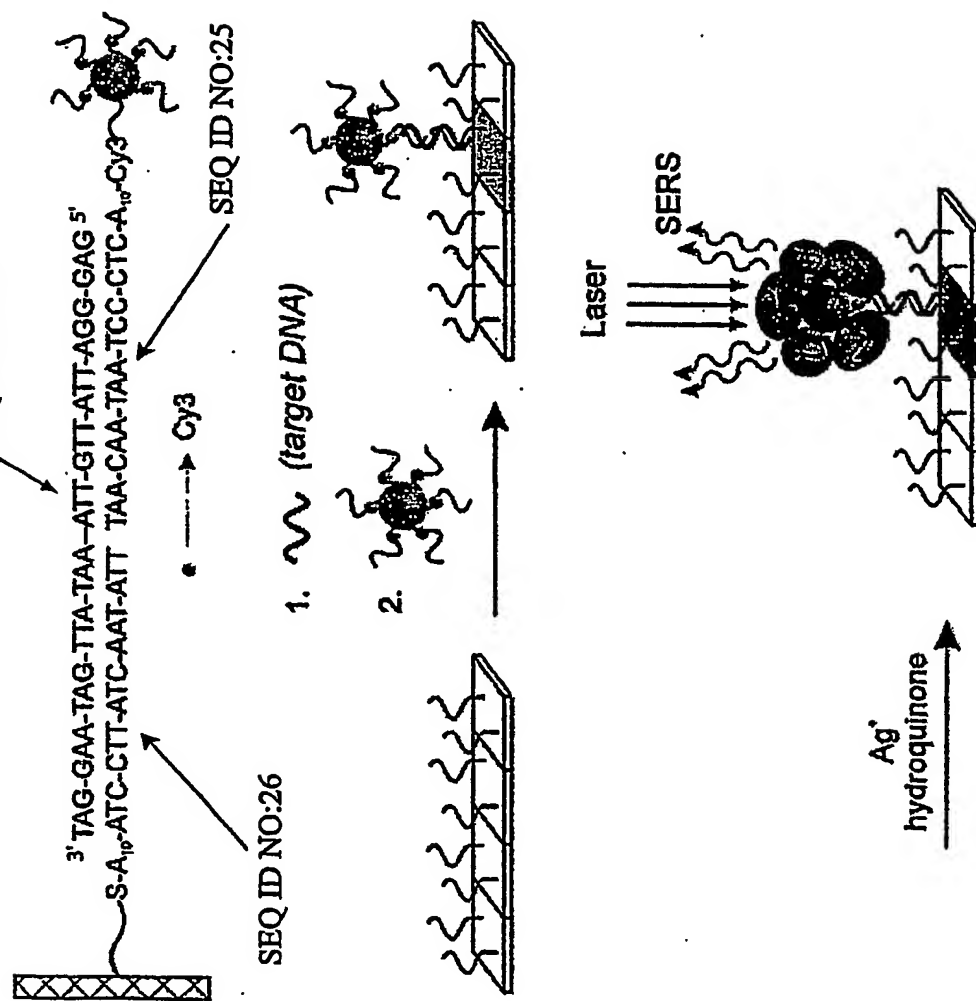 3' TAG-GAA-TAG-TTA-TAA-ATT-GTT-ATT-AGG-GAG 5'
S-A10-ATC-CTT-ATC-AAT-ATT TAA-CAA-TAA-TCC-CTC-A10-Cy3
SEQ ID NO:26
SEQ ID NO:25
Cy3
1. (target DNA)
2.
Ag+
hydroquinone
Laser
SERS